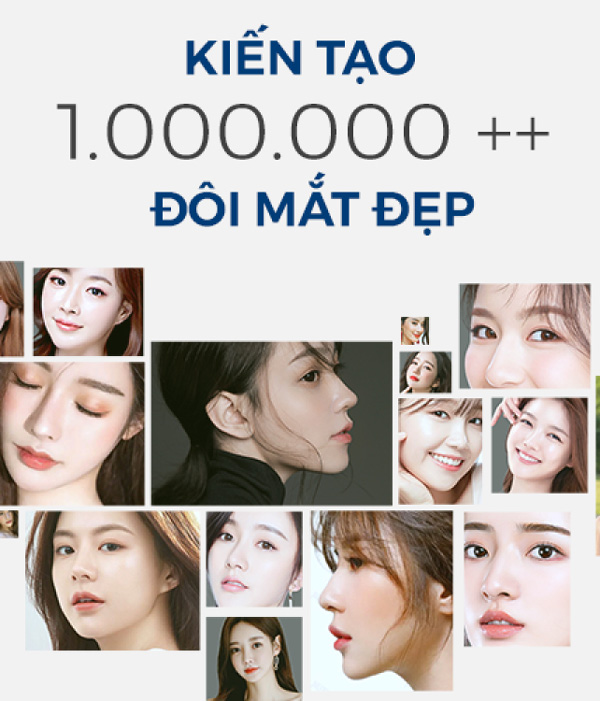 KIẾN TẠO
1.000.000 ++
ĐÔI MẮT ĐẸP